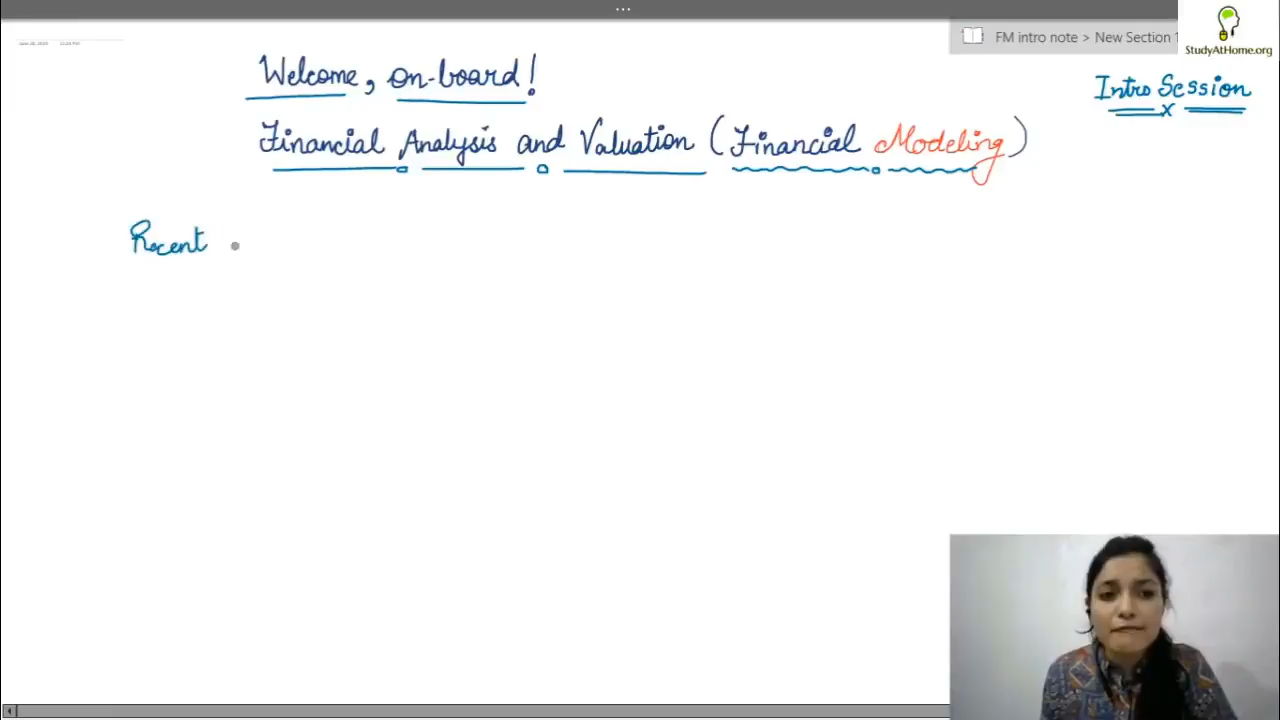 FM intro note > New Section 1
StudyAtHome.org
Welcome, on-board!
Intro Session
x
Financial Analysis and Valuation (Financial Modeling)
Recent